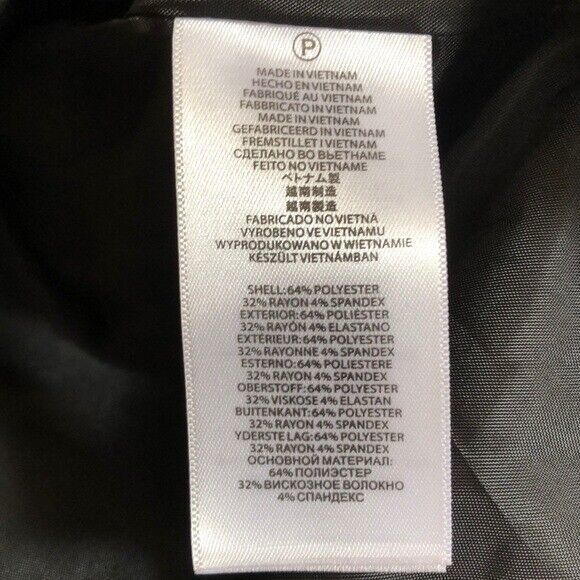 P
MADE IN VIETNAM
HECHO EN VIETNAM
FABRIQUÉ AU VIETNAM
FABBRICATO IN VIETNAM
MADE IN VIETNAM
GEFABRICEERD IN VIETNAM
FREMSTILLET I VIETNAM
СДЕЛАНО ВО ВЬЕТНАМЕ
FEITO NO VIETNAME
ベトナム製
越南制造
越南製造
FABRICADO NO VIETNÃ
VYROBENO VE VIETNAMU
WYPRODUKOWANO W WIETNAMIE
KÉSZÜLT VIETNÁMBAN
SHELL: 64% POLYESTER
32% RAYON 4% SPANDEX
EXTERIOR: 64% POLIÉSTER
32% RAYÓN 4% ELASTANO
EXTÉRIEUR: 64% POLYESTER
32% RAYONNE 4% SPANDEX
ESTERNO: 64% POLIESTERE
32% RAYON 4% SPANDEX
OBERSTOFF: 64% POLYESTER
32% VISKOSE 4% ELASTAN
BUITENKANT: 64% POLYESTER
32% RAYON 4% SPANDEX
YDERSTE LAG: 64% POLYESTER
32% RAYON 4% SPANDEX
ОСНОВНОЙ МАТЕРИАЛ:
64% ПОЛИЭСТЕР
32% ВИСКОЗНОЕ ВОЛОКНО
4% СПАНДЕКС